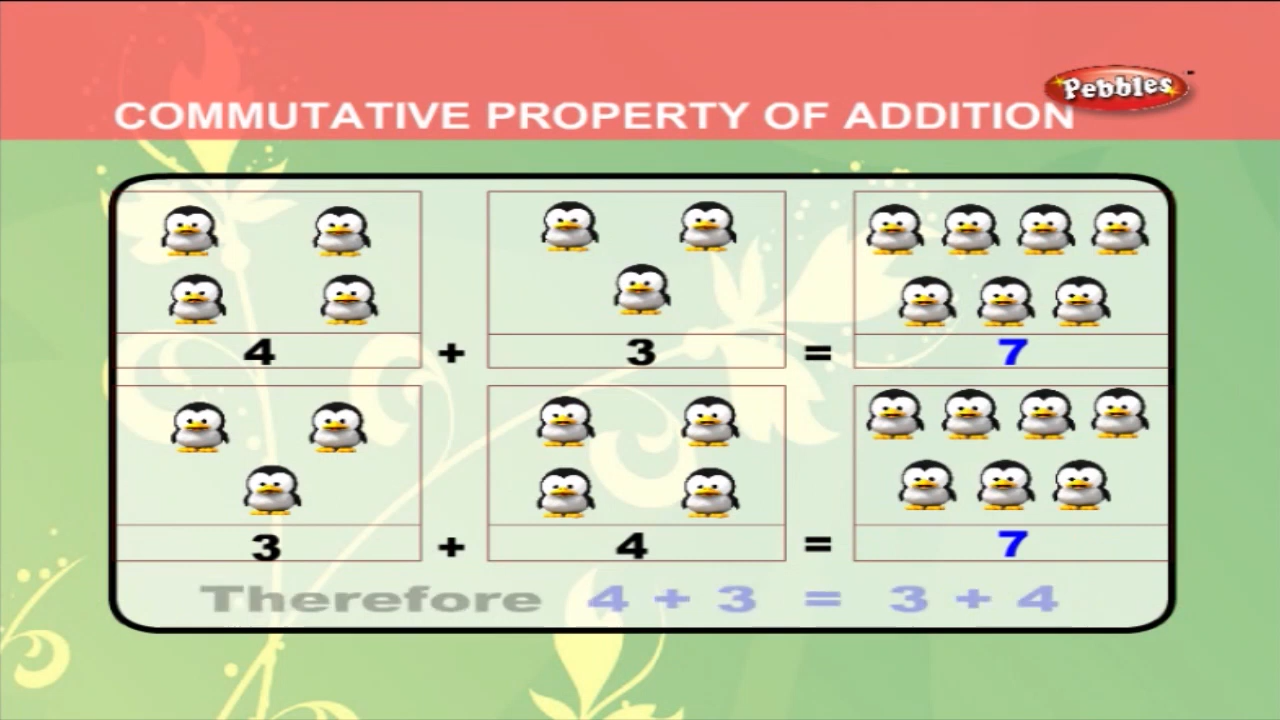 Pebbles
COMMUTATIVE PROPERTY OF ADDITION
4 + 3 = 7
3 + 4 = 7
Therefore 4 + 3 = 3 + 4